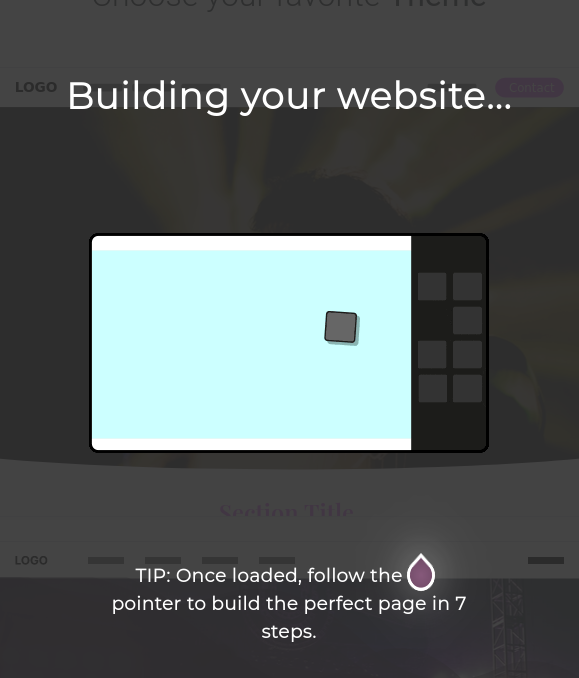 Choose your favorite Theme
LOGO
Contact
Building your website...
Section Title
LOGO
TIP: Once loaded, follow the
pointer to build the perfect page in 7
steps.